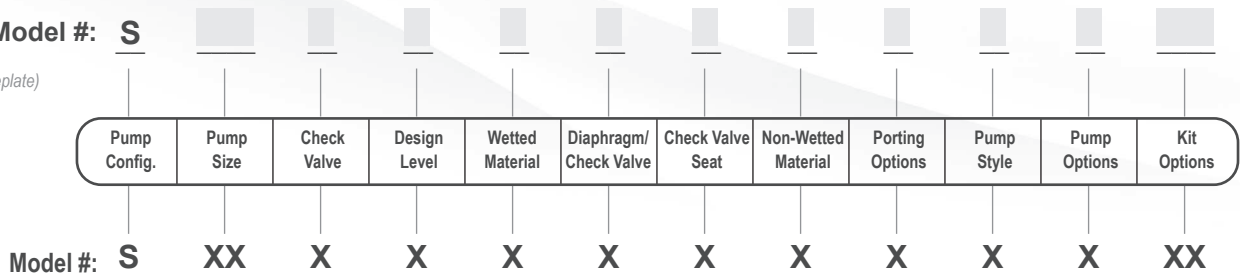 Model #: S
plate)
Pump Config. Pump Size Check Valve Design Level Wetted Material Diaphragm/ Check Valve Check Valve Seat Non-Wetted Material Porting Options Pump Style Pump Options Kit Options
Model #: S XX X X X X X X X X X XX